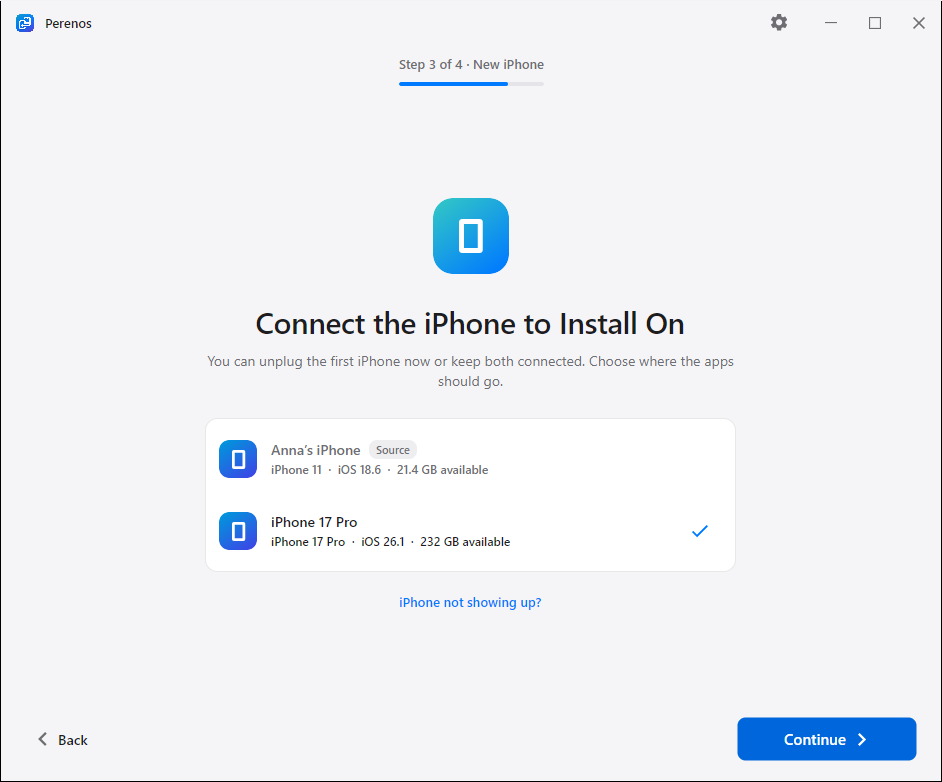 Perenos
Step 3 of 4 · New iPhone
Connect the iPhone to Install On
You can unplug the first iPhone now or keep both connected. Choose where the apps
should go.
Anna's iPhone Source
iPhone 11 · iOS 18.6 · 21.4 GB available
iPhone 17 Pro
iPhone 17 Pro · iOS 26.1 · 232 GB available
iPhone not showing up?
Back
Continue